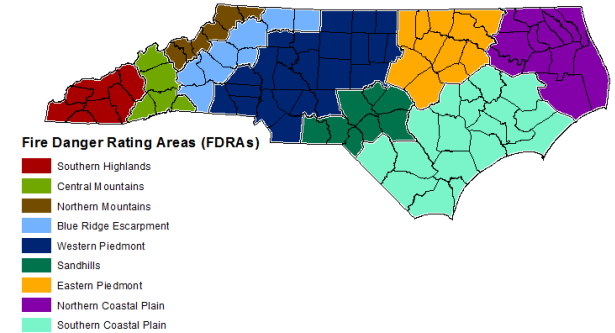 Fire Danger Rating Areas (FDRAs)
Southern Highlands
Central Mountains
Northern Mountains
Blue Ridge Escarpment
Western Piedmont
Sandhills
Eastern Piedmont
Northern Coastal Plain
Southern Coastal Plain